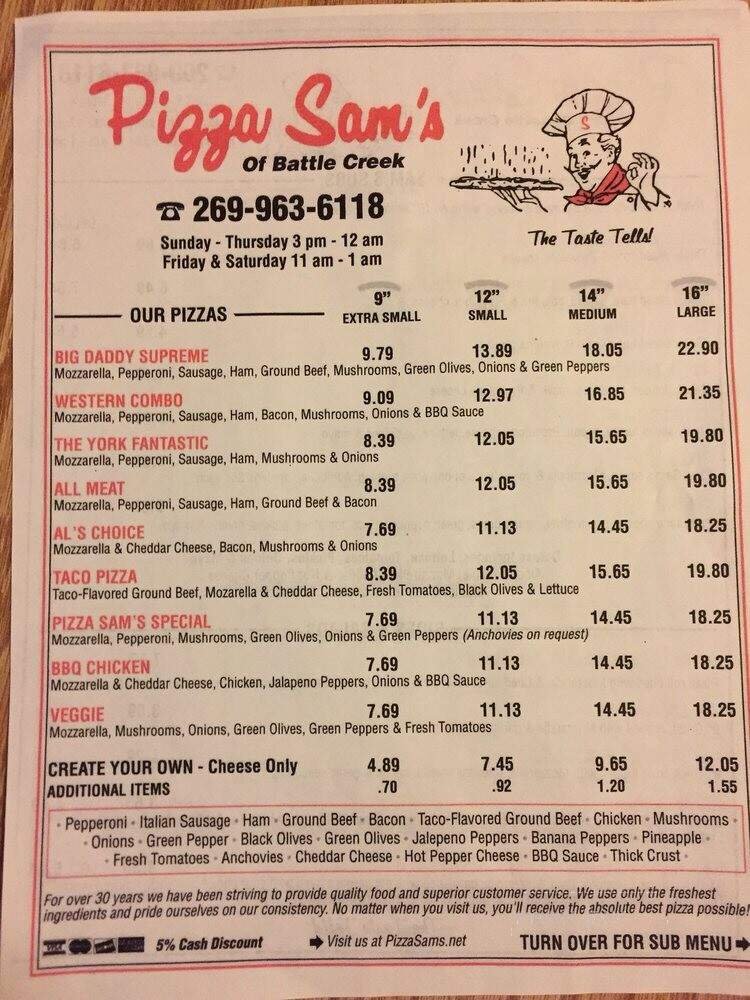 Pizza Sam's
Of Battle Creek
☎ 269-963-6118
Sunday - Thursday 3 pm - 12 am
Friday & Saturday 11 am - 1 am
S
The Taste Tells!
OUR PIZZAS 9" EXTRA SMALL 12" SMALL 14" MEDIUM 16" LARGE
BIG DADDY SUPREME 9.79 13.89 18.05 22.90
Mozzarella, Pepperoni, Sausage, Ham, Ground Beef, Mushrooms, Green Olives, Onions & Green Peppers
WESTERN COMBO 9.09 12.97 16.85 21.35
Mozzarella, Pepperoni, Sausage, Ham, Bacon, Mushrooms, Onions & BBQ Sauce
THE YORK FANTASTIC 8.39 12.05 15.65 19.80
Mozzarella, Pepperoni, Sausage, Ham, Mushrooms & Onions
ALL MEAT 8.39 12.05 15.65 19.80
Mozzarella, Pepperoni, Sausage, Ham, Ground Beef & Bacon
AL'S CHOICE 7.69 11.13 14.45 18.25
Mozzarella & Cheddar Cheese, Bacon, Mushrooms & Onions
TACO PIZZA 8.39 12.05 15.65 19.80
Taco-Flavored Ground Beef, Mozarella & Cheddar Cheese, Fresh Tomatoes, Black Olives & Lettuce
PIZZA SAM'S SPECIAL 7.69 11.13 14.45 18.25
Mozzarella, Pepperoni, Mushrooms, Green Olives, Onions & Green Peppers (Anchovies on request)
BBQ CHICKEN 7.69 11.13 14.45 18.25
Mozzarella & Cheddar Cheese, Chicken, Jalapeno Peppers, Onions & BBQ Sauce
VEGGIE 7.69 11.13 14.45 18.25
Mozzarella, Mushrooms, Onions, Green Olives, Green Peppers & Fresh Tomatoes
CREATE YOUR OWN - Cheese Only 4.89 7.45 9.65 12.05
ADDITIONAL ITEMS .70 .92 1.20 1.55
• Pepperoni • Italian Sausage • Ham • Ground Beef • Bacon • Taco-Flavored Ground Beef • Chicken • Mushrooms •
• Onions • Green Pepper • Black Olives • Green Olives • Jalepeno Peppers • Banana Peppers • Pineapple •
• Fresh Tomatoes • Anchovies • Cheddar Cheese • Hot Pepper Cheese • BBQ Sauce • Thick Crust •
For over 30 years we have been striving to provide quality food and superior customer service. We use only the freshest
ingredients and pride ourselves on our consistency. No matter when you visit us, you'll receive the absolute best pizza possible!
VISA 5% Cash Discount ➡ Visit us at PizzaSams.net TURN OVER FOR SUB MENU ➡